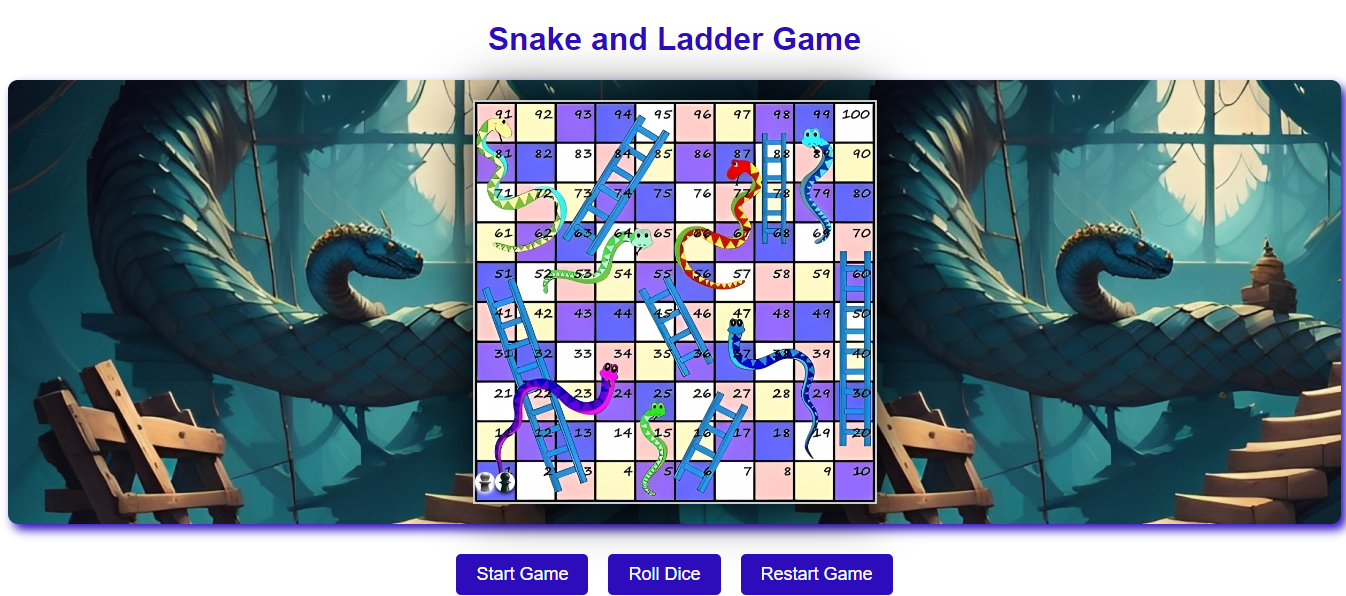 Snake and Ladder Game
91 92 93 94 95 96 97 98 99 100
81 82 83 84 85 86 87 88 89 90
71 72 73 74 75 76 77 78 79 80
61 62 63 64 65 66 67 68 69 70
51 52 53 54 55 56 57 58 59 60
41 42 43 44 45 46 47 48 49 50
31 32 33 34 35 36 37 38 39 40
21 22 23 24 25 26 27 28 29 30
11 12 13 14 15 16 17 18 19 20
1 2 3 4 5 6 7 8 9 10
Start Game Roll Dice Restart Game